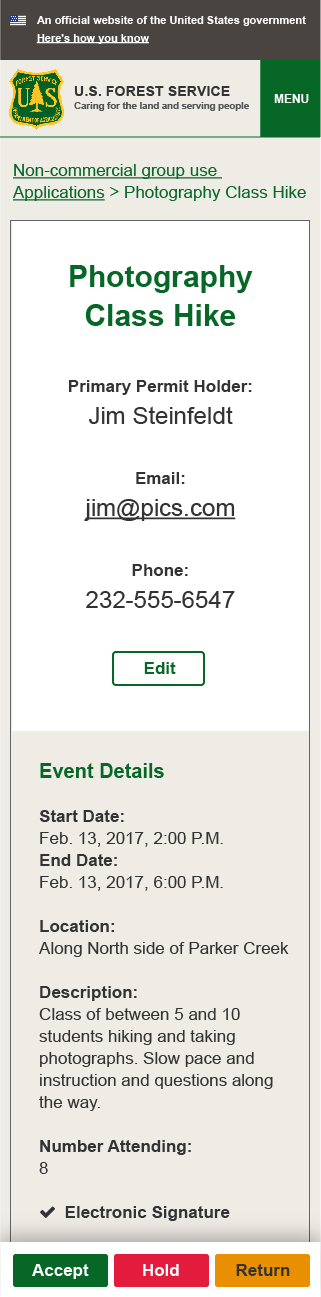 An official website of the United States government
Here's how you know
FOREST SERVICE
U S
DEPARTMENT OF AGRICULTURE
U.S. FOREST SERVICE
Caring for the land and serving people
MENU
Non-commercial group use
Applications > Photography Class Hike
Photography
Class Hike
Primary Permit Holder:
Jim Steinfeldt
Email:
jim@pics.com
Phone:
232-555-6547
Edit
Event Details
Start Date:
Feb. 13, 2017, 2:00 P.M.
End Date:
Feb. 13, 2017, 6:00 P.M.
Location:
Along North side of Parker Creek
Description:
Class of between 5 and 10
students hiking and taking
photographs. Slow pace and
instruction and questions along
the way.
Number Attending:
8
Electronic Signature
Accept
Hold
Return